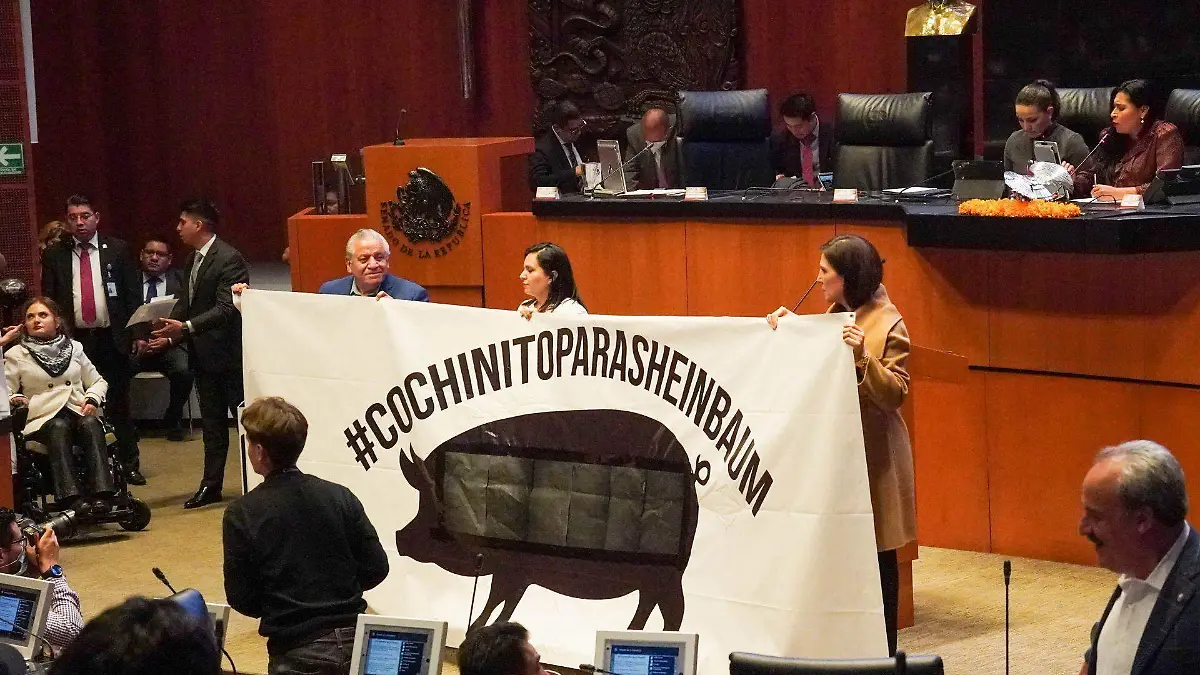 SENADO DE LA REPÚBLICA
#COCHINITOPARASHEINBAUM